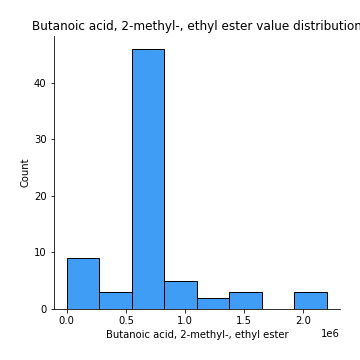 Butanoic acid, 2-methyl-, ethyl ester value distribution
Count
40
30
20
10
0
0.0 0.5 1.0 1.5 2.0
1e6
Butanoic acid, 2-methyl-, ethyl ester